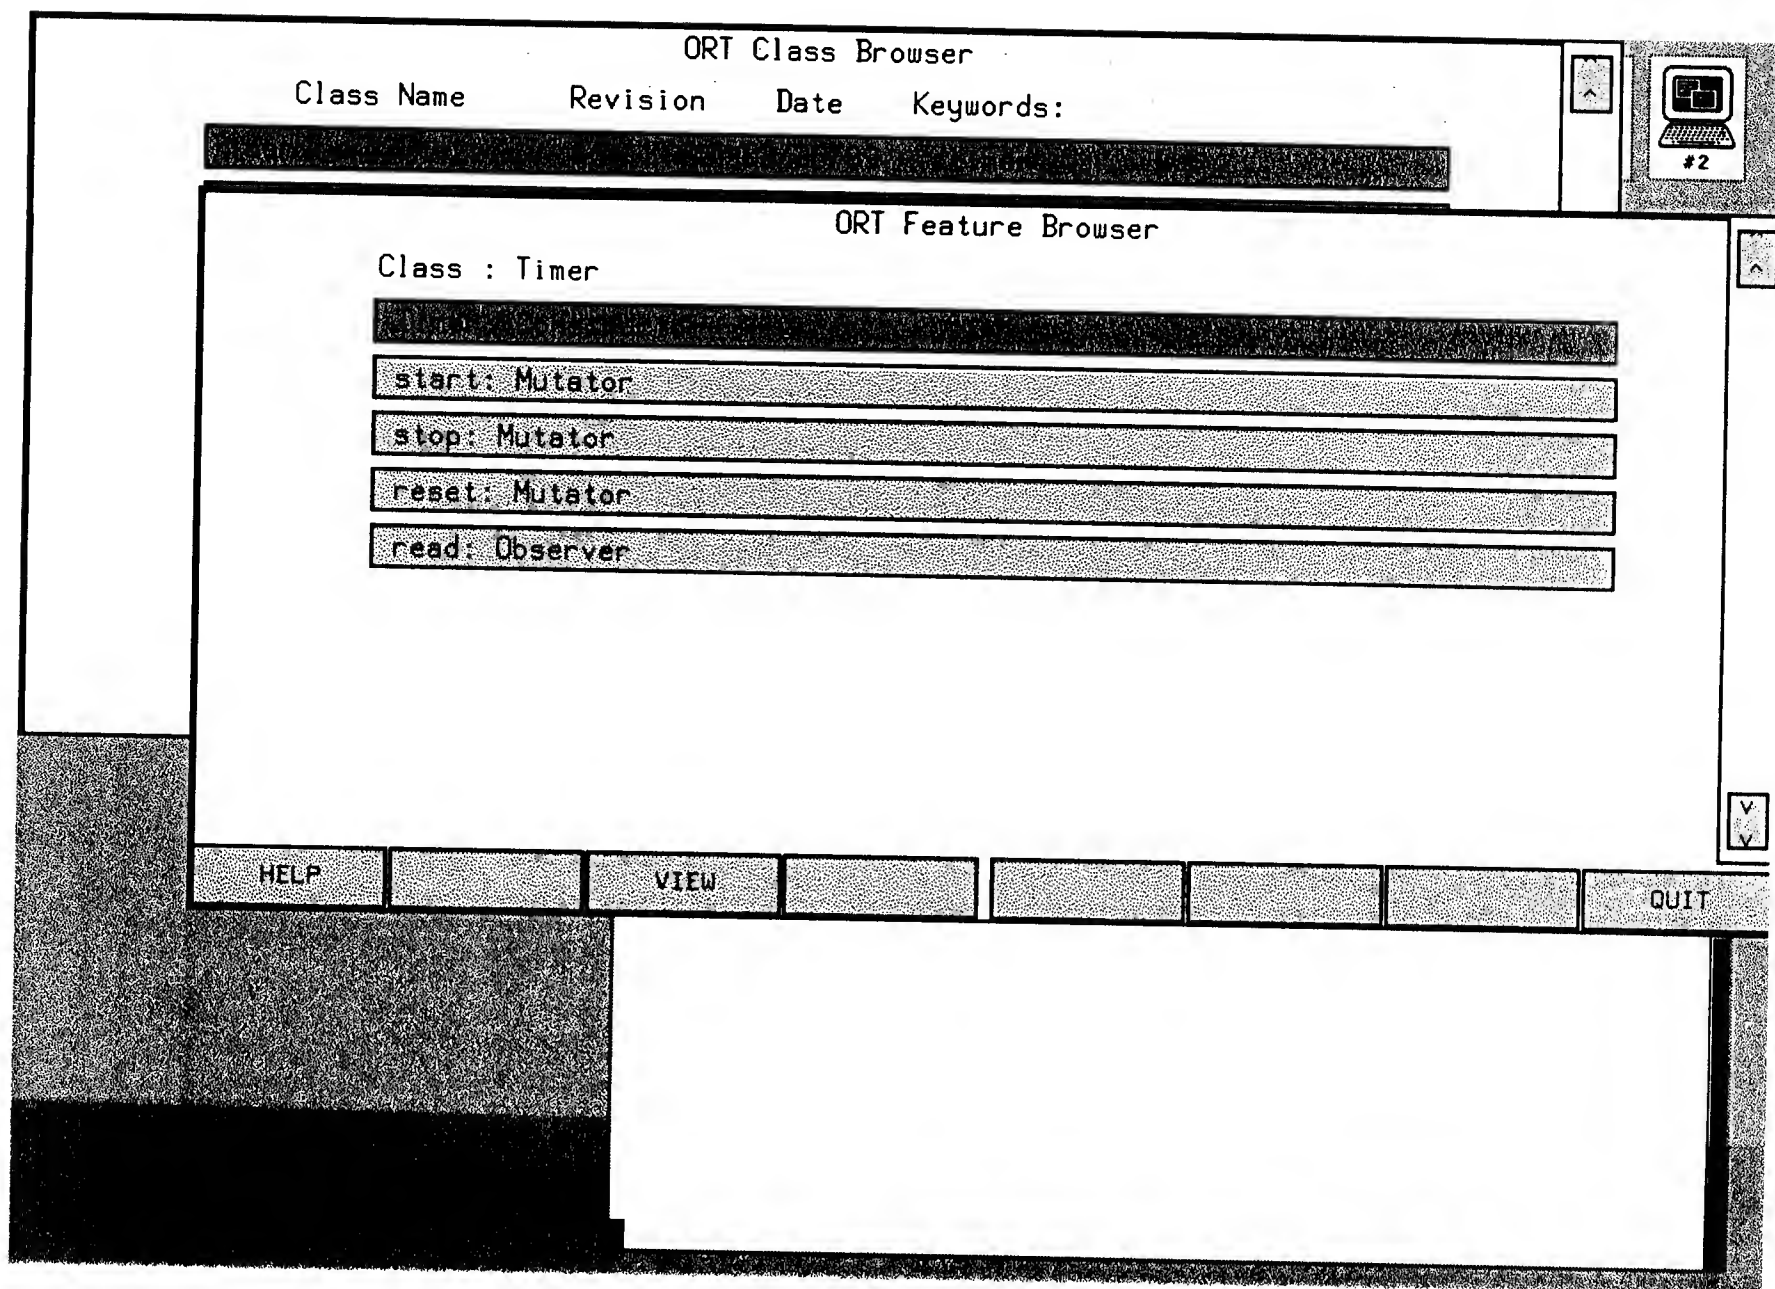 ORT Class Browser
Class Name Revision Date Keywords:
#2
ORT Feature Browser
Class : Timer
start: Mutator
stop: Mutator
reset: Mutator
read: Observer
HELP VIEW QUIT